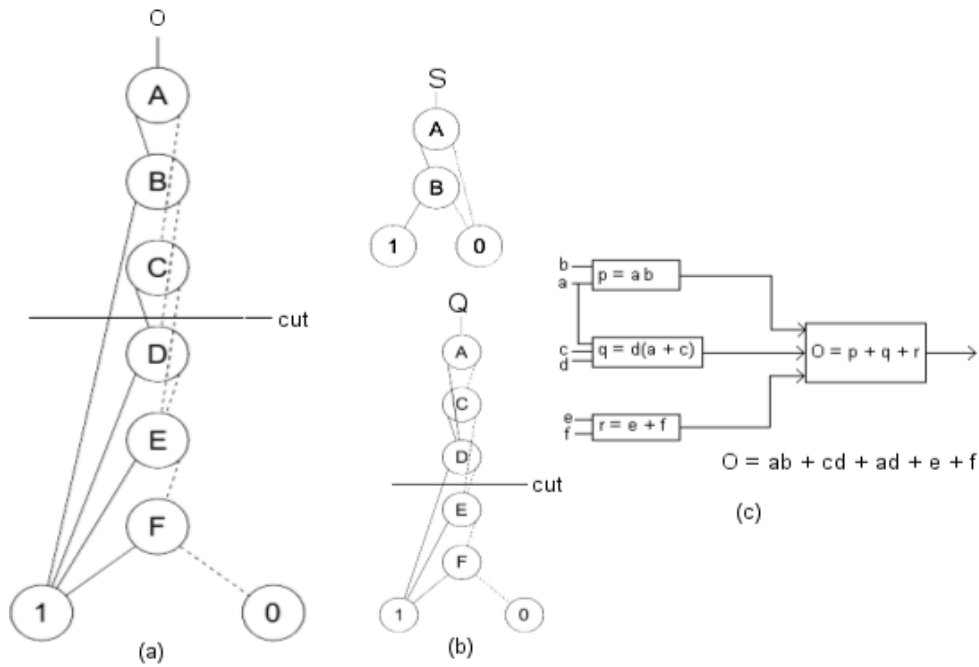 O
A
B
C
cut
D
E
F
1
0
(a)
S
A
B
1
0
Q
A
C
D
cut
E
F
1
0
(b)
b
a
p = a b
c
d
q = d(a + c)
e
f
r = e + f
O = p + q + r
O = ab + cd + ad + e + f
(c)